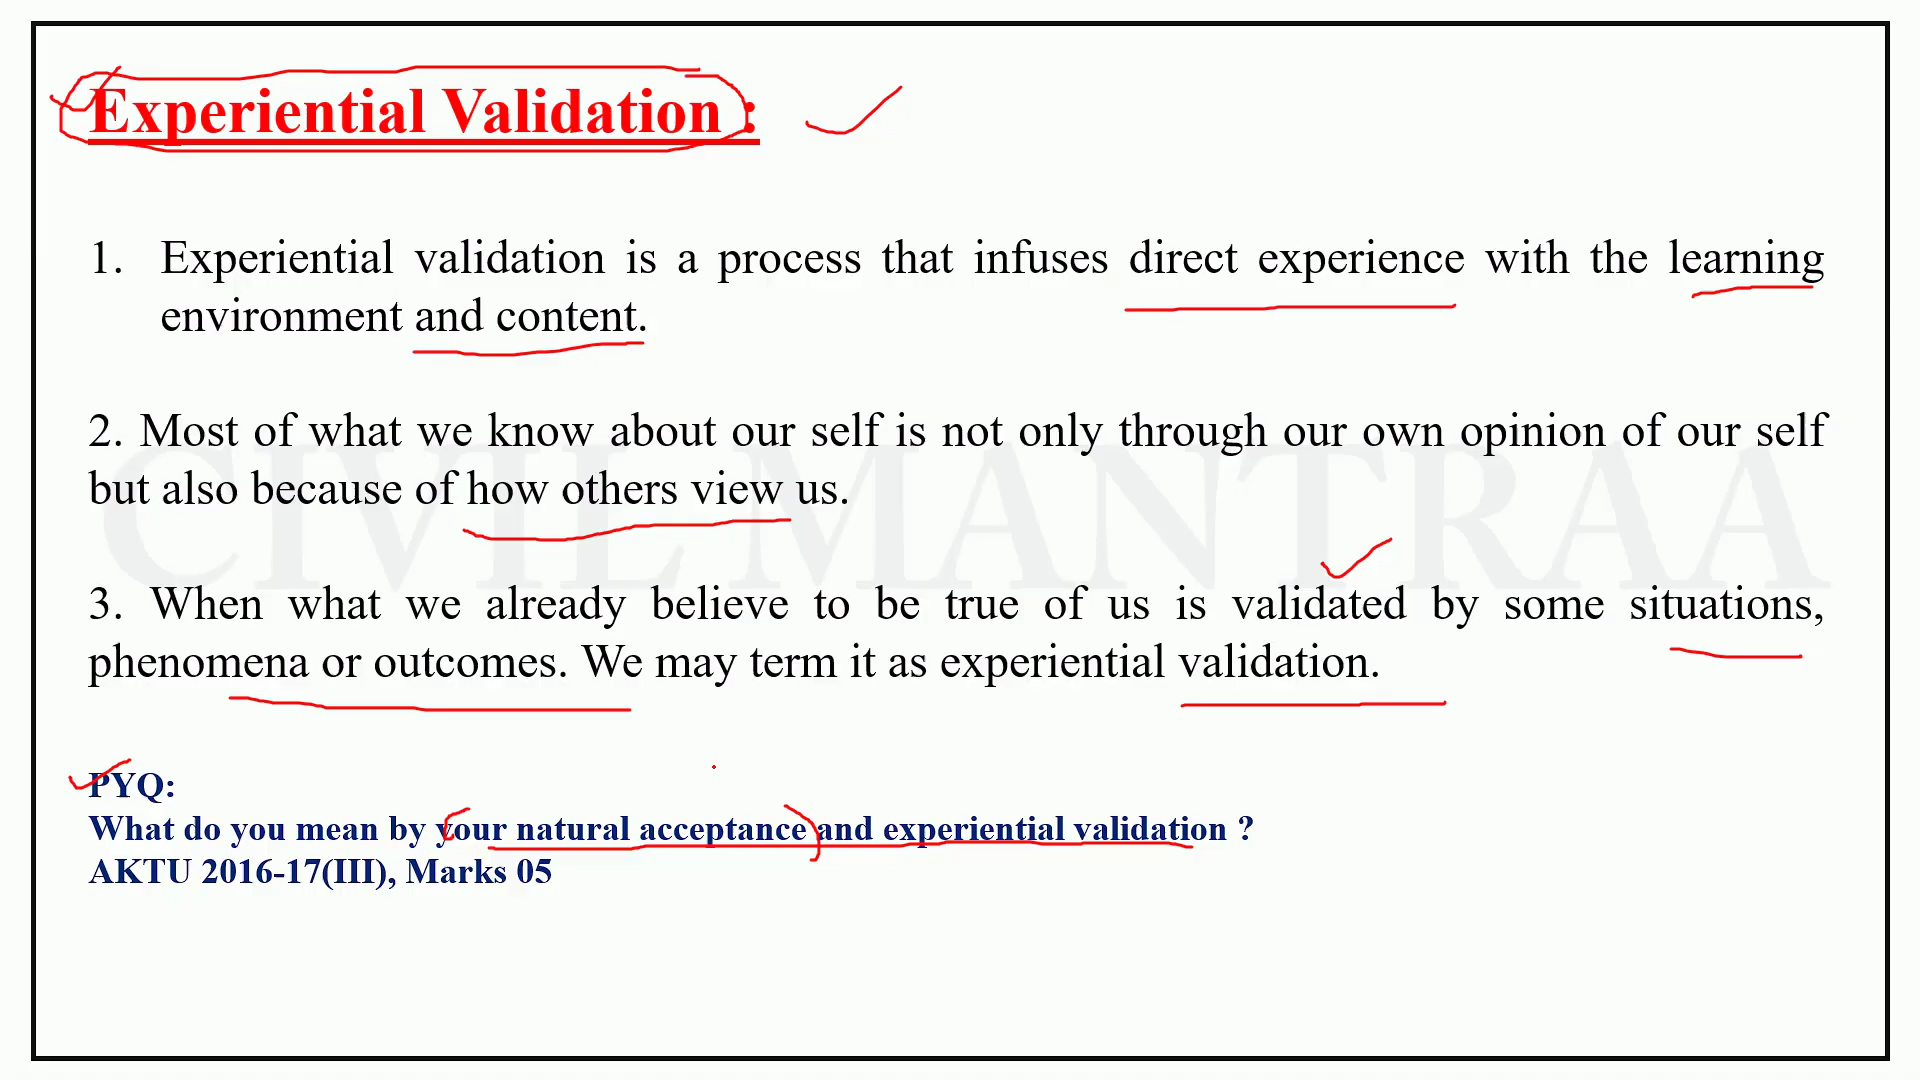 Experiential Validation :
1. Experiential validation is a process that infuses direct experience with the learning
environment and content.
2. Most of what we know about our self is not only through our own opinion of our self
but also because of how others view us.
CIVIL MANTRAA
3. When what we already believe to be true of us is validated by some situations,
phenomena or outcomes. We may term it as experiential validation.
PYQ:
What do you mean by your natural acceptance and experiential validation ?
AKTU 2016-17(III), Marks 05